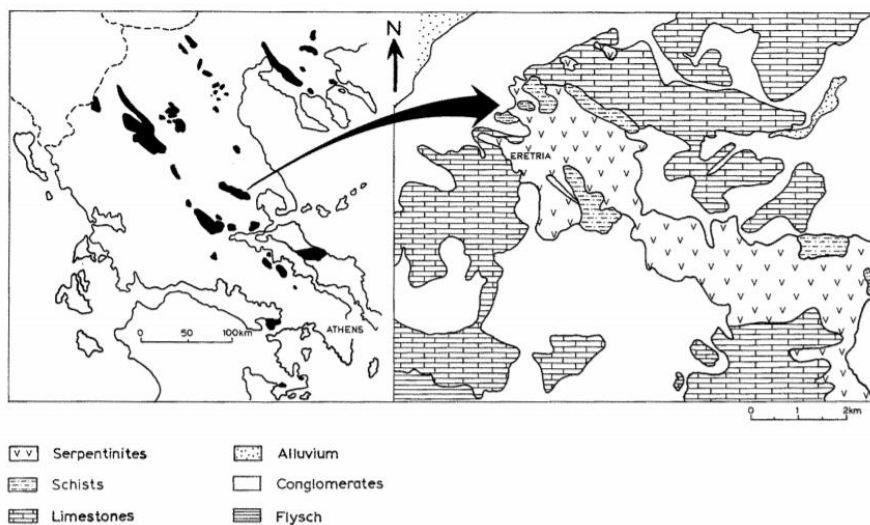 N
ERETRIA
0 50 100km
ATHENS
0 1 2km
Serpentinites
Alluvium
Schists
Conglomerates
Limestones
Flysch